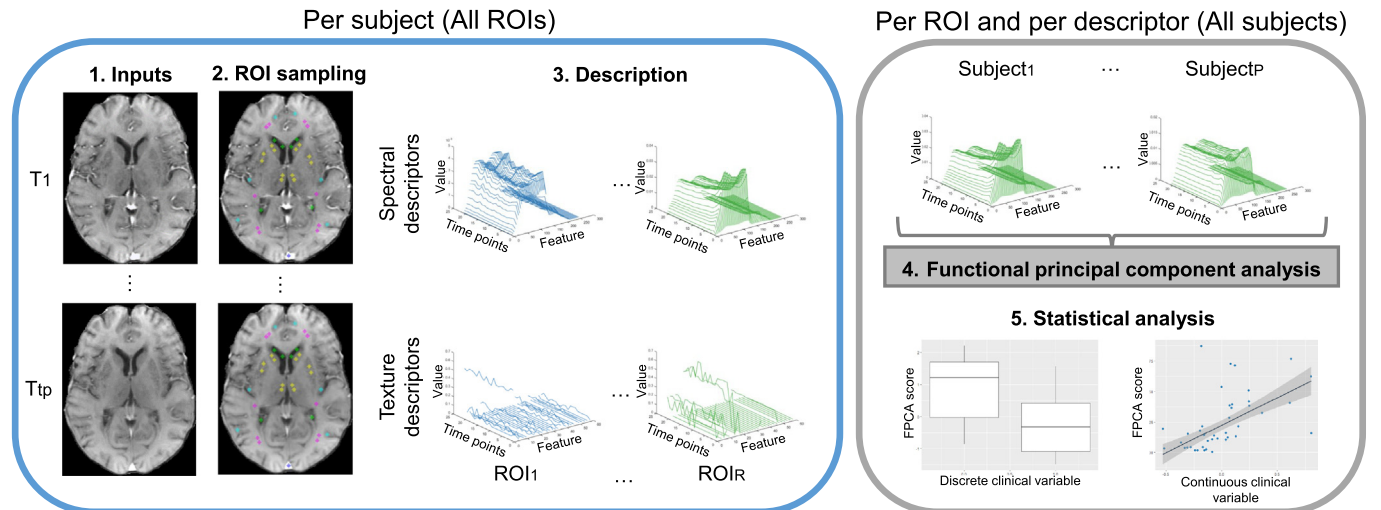 Per subject (All ROIs)
1. Inputs
2. ROI sampling
3. Description
T1
⋮
⋮
Ttp
Spectral
descriptors
Value
Time points
Feature
...
Value
Time points
Feature
Texture
descriptors
Value
Time points
Feature
...
Value
Time points
Feature
ROI1
...
ROIR
Per ROI and per descriptor (All subjects)
Subject1
...
SubjectP
Value
Time points
Feature
...
Value
Time points
Feature
4. Functional principal component analysis
5. Statistical analysis
FPCA score
Discrete clinical variable
FPCA score
Continuous clinical
variable